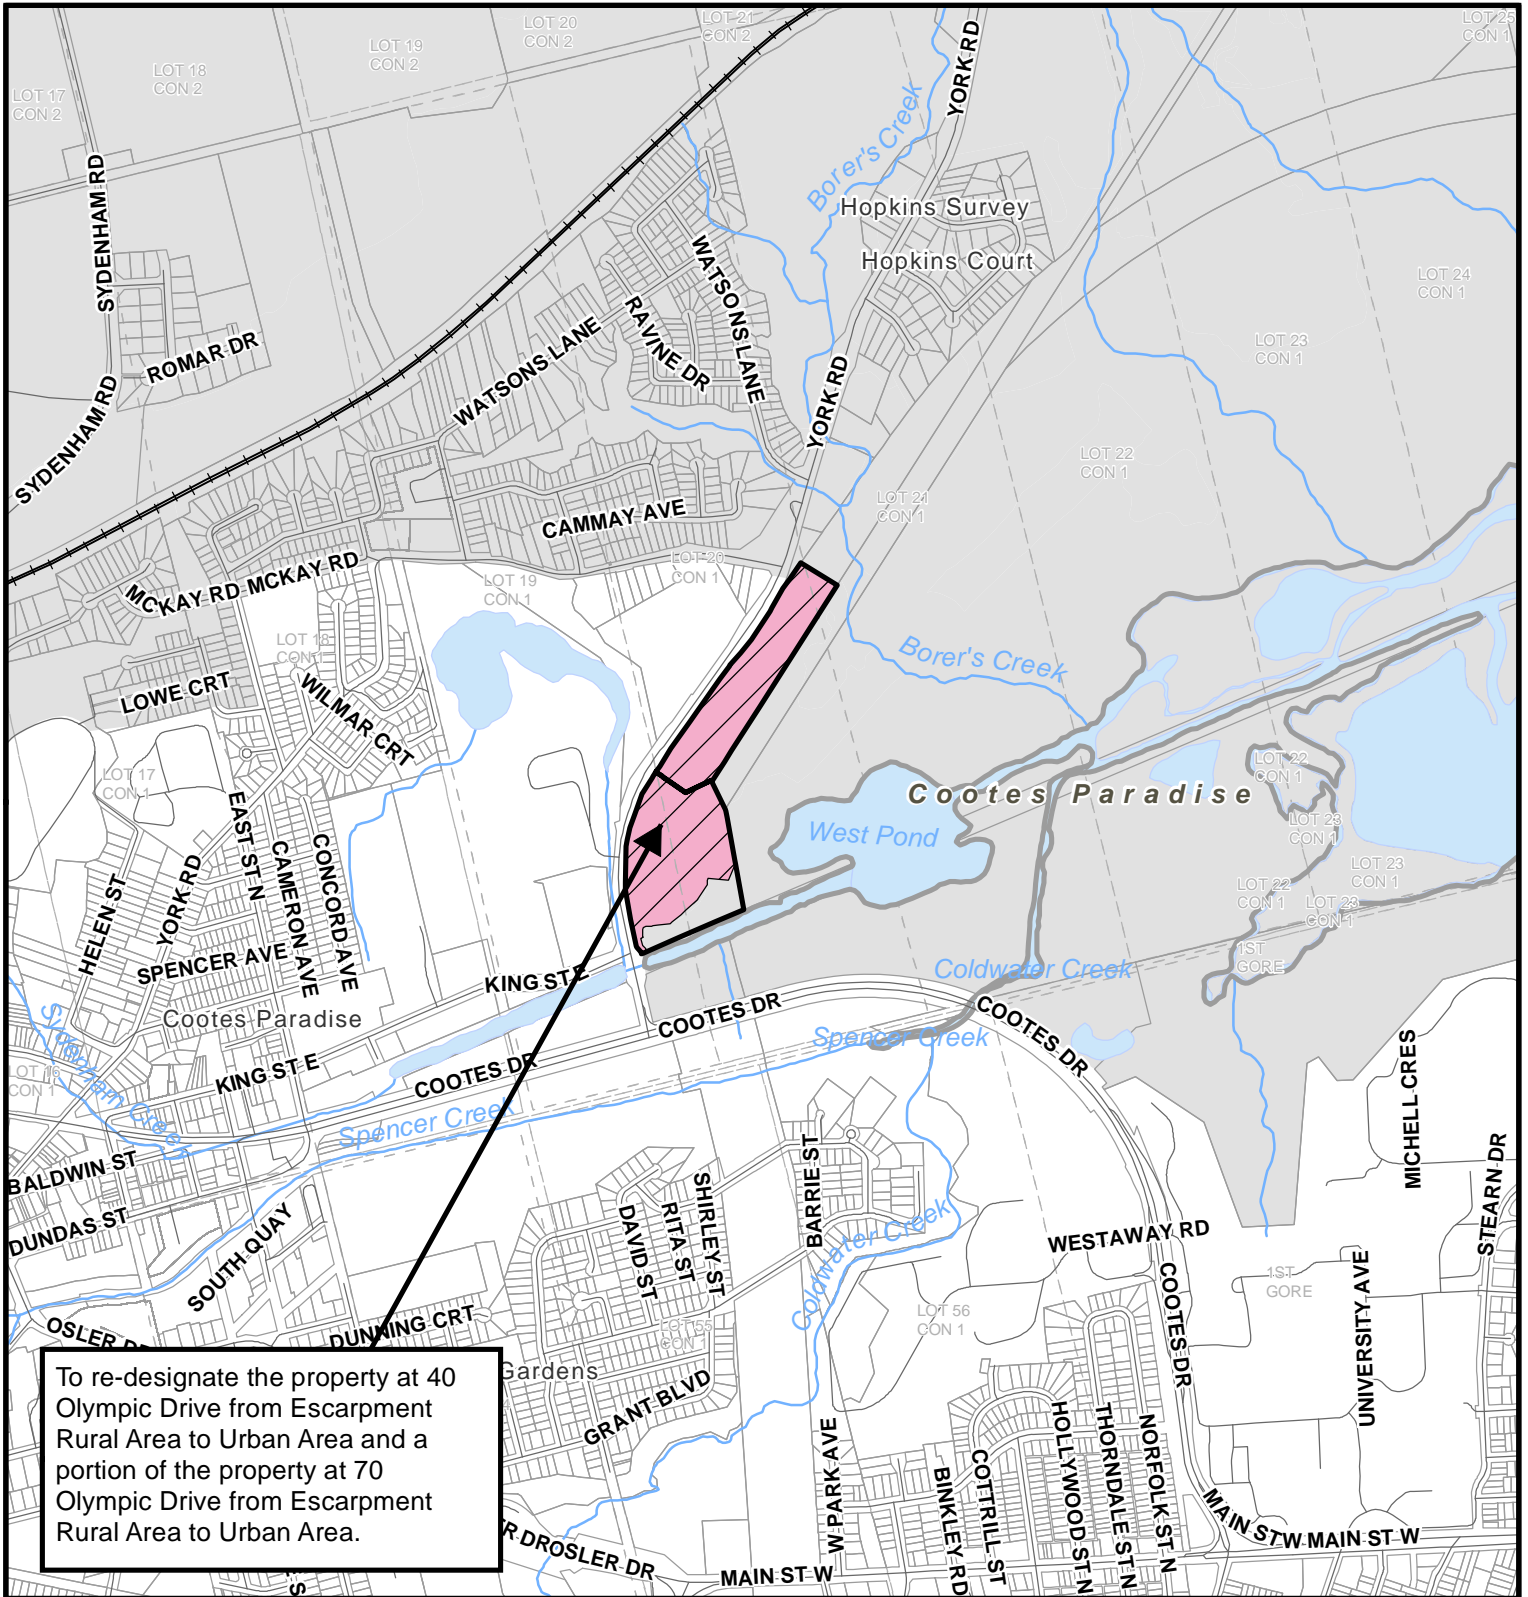 LOT 20
CON 2
LOT 21
CON 2
LOT 25
CON 1
LOT 19
CON 2
LOT 18
CON 2
LOT 17
CON 2
YORK RD
Borer's Creek
SYDENHAM RD
Hopkins Survey
Hopkins Court
WATSONS LANE
LOT 24
CON 1
RAVINE DR
ROMAR DR
WATSONS LANE
LOT 23
CON 1
YORK RD
SYDENHAM RD
LOT 22
CON 1
LOT 21
CON 1
CAMMAY AVE
LOT 20
CON 1
LOT 19
CON 1
MCKAY RD
MCKAY RD
LOT 18
CON 1
Borer's Creek
LOWE CRT
WILMAR CRT
LOT 17
CON 1
LOT 22
CON 1
Cootes Paradise
West Pond
LOT 23
CON 1
EAST ST N
CAMERON AVE
CONCORD AVE
HELEN ST
YORK RD
LOT 23
CON 1
LOT 22
CON 1
LOT 23
CON 1
SPENCER AVE
1ST
GORE
KING ST E
Coldwater Creek
Cootes Paradise
COOTES DR
COOTES DR
Sydenham Creek
Spencer Creek
LOT 16
CON 1
KING ST E
COOTES DR
MICHELL CRES
Spencer Creek
BALDWIN ST
BARRIE ST
STEARN DR
DUNDAS ST
SOUTH QUAY
DAVID ST
RITA ST
SHIRLEY ST
Coldwater Creek
WESTAWAY RD
COOTES DR
1ST
GORE
UNIVERSITY AVE
OSLER DR
DUNNING CRT
LOT 56
CON 1
LOT 55
CON 1
Gardens
GRANT BLVD
To re-designate the property at 40
Olympic Drive from Escarpment
Rural Area to Urban Area and a
portion of the property at 70
Olympic Drive from Escarpment
Rural Area to Urban Area.
W PARK AVE
BINKLEY RD
COTTRILL ST
HOLLYWOOD ST N
THORNDALE ST N
NORFOLK ST N
MAIN ST W
MAIN ST W
R DR
OSLER DR
MAIN ST W